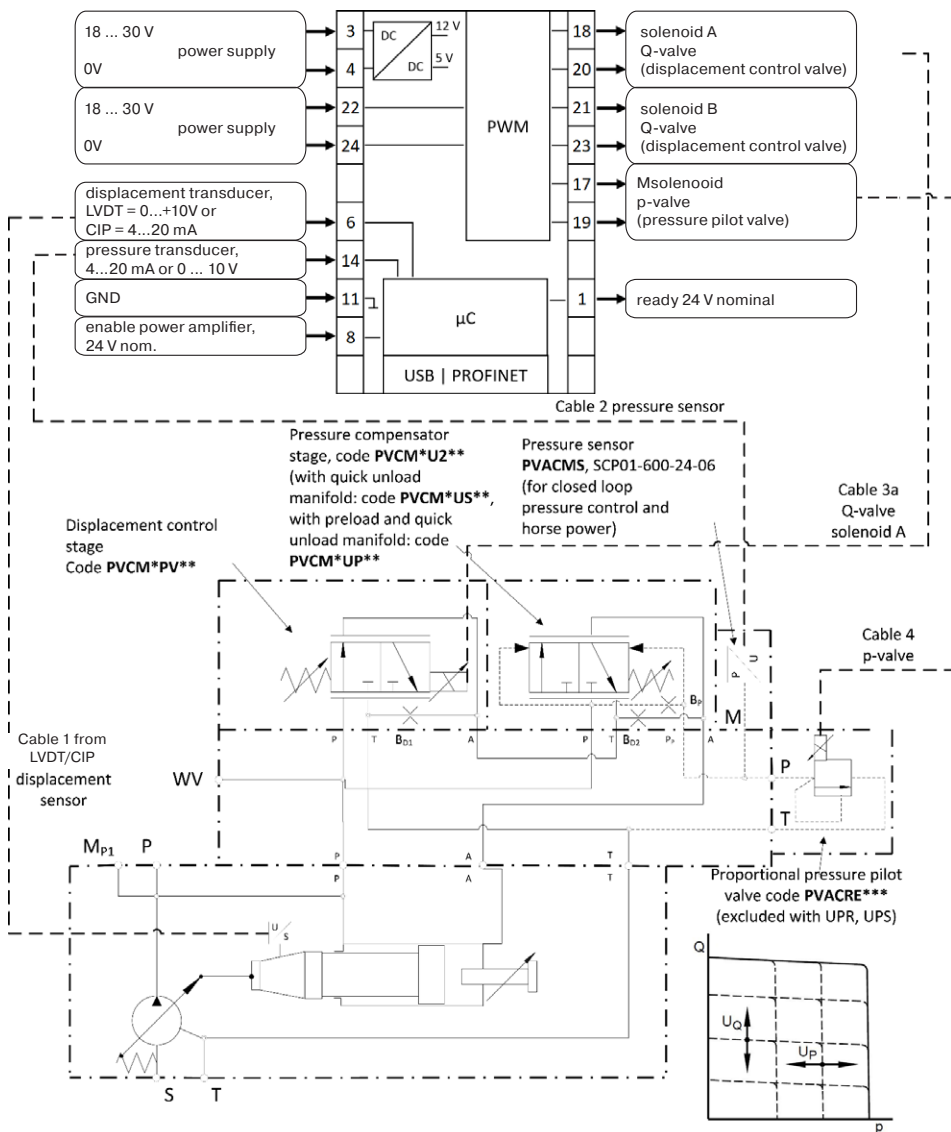 18 ... 30 V
power supply
0V
18 ... 30 V
power supply
0V
displacement transducer,
LVDT = 0...+10V or
CIP = 4...20 mA
pressure transducer,
4...20 mA or 0 ... 10 V
GND
enable power amplifier,
24 V nom.
3
4
22
24
6
14
11
8
DC
DC
12 V
5 V
PWM
µC
USB | PROFINET
18
20
21
23
17
19
1
solenoid A
Q-valve
(displacement control valve)
solenoid B
Q-valve
(displacement control valve)
Msolenooid
p-valve
(pressure pilot valve)
ready 24 V nominal
Cable 2 pressure sensor
Pressure compensator
stage, code PVCM*U2**
(with quick unload
manifold: code PVCM*US**,
with preload and quick
unload manifold: code
PVCM*UP**
Pressure sensor
PVACMS, SCP01-600-24-06
(for closed loop
pressure control and
horse power)
Cable 3a
Q-valve
solenoid A
Displacement control
stage
Code PVCM*PV**
Cable 4
p-valve
U
P
BP
M
P T BD1 A
P T BD2 PP A
Cable 1 from
LVDT/CIP
displacement
sensor
WV
P
T
MP1 P
P A T
P A T
Proportional pressure pilot
valve code PVACRE***
(excluded with UPR, UPS)
U
S
S T
Q
UQ
UP
p